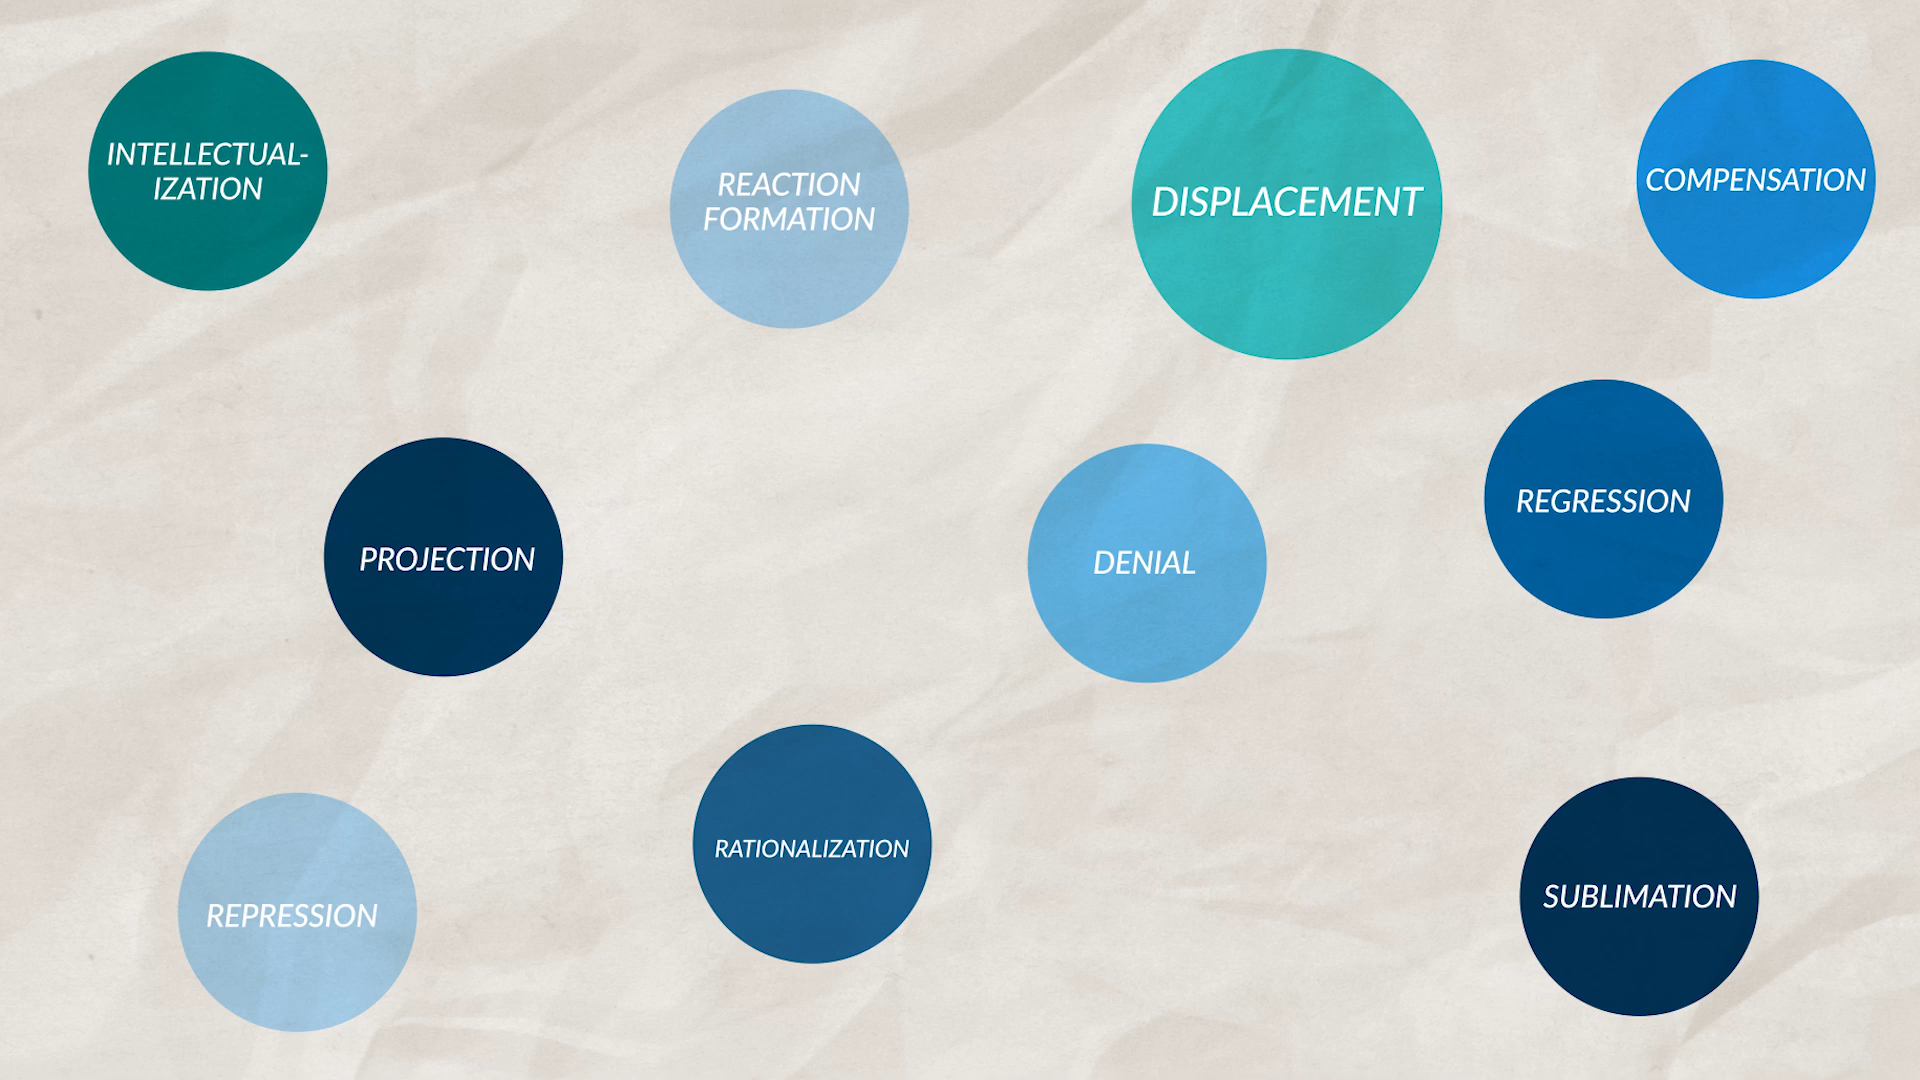 INTELLECTUAL-
IZATION
REACTION
FORMATION
DISPLACEMENT
COMPENSATION
PROJECTION
DENIAL
REGRESSION
REPRESSION
RATIONALIZATION
SUBLIMATION